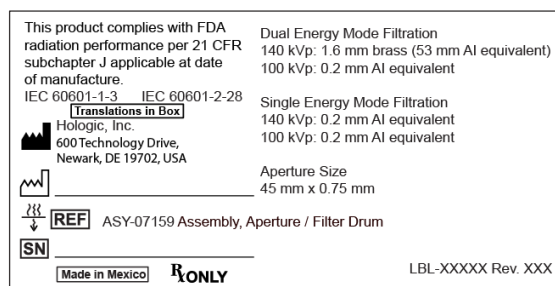 This product complies with FDA
radiation performance per 21 CFR
subchapter J applicable at date
of manufacture.
IEC 60601-1-3 IEC 60601-2-28
Translations in Box
Hologic, Inc.
600 Technology Drive,
Newark, DE 19702, USA
REF ASY-07159 Assembly, Aperture / Filter Drum
SN
Made in Mexico Rx ONLY
Dual Energy Mode Filtration
140 kVp: 1.6 mm brass (53 mm Al equivalent)
100 kVp: 0.2 mm Al equivalent
Single Energy Mode Filtration
140 kVp: 0.2 mm Al equivalent
100 kVp: 0.2 mm Al equivalent
Aperture Size
45 mm x 0.75 mm
LBL-XXXXX Rev. XXX